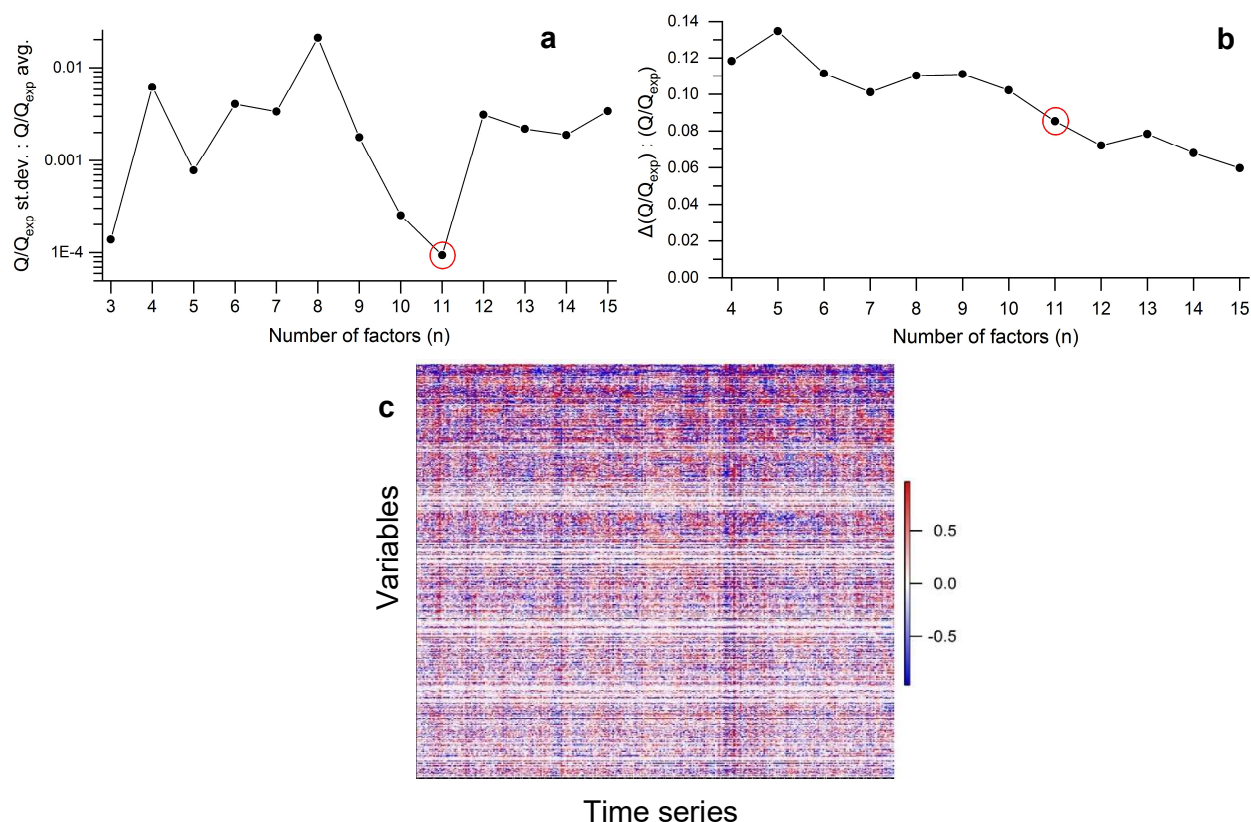 a
Q/Qexp st.dev. : Q/Qexp avg.
0.01
0.001
1E-4
3 4 5 6 7 8 9 10 11 12 13 14 15
Number of factors (n)
b
Δ(Q/Qexp) : (Q/Qexp)
0.14
0.12
0.10
0.08
0.06
0.04
0.02
0.00
4 5 6 7 8 9 10 11 12 13 14 15
Number of factors (n)
c
Variables
0.5
0.0
-0.5
Time series